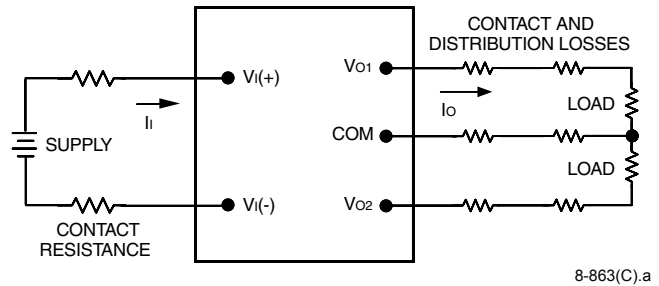 CONTACT AND
DISTRIBUTION LOSSES
VO1
VI(+)
II
IO
LOAD
COM
SUPPLY
LOAD
VI(-)
VO2
CONTACT
RESISTANCE
8-863(C).a